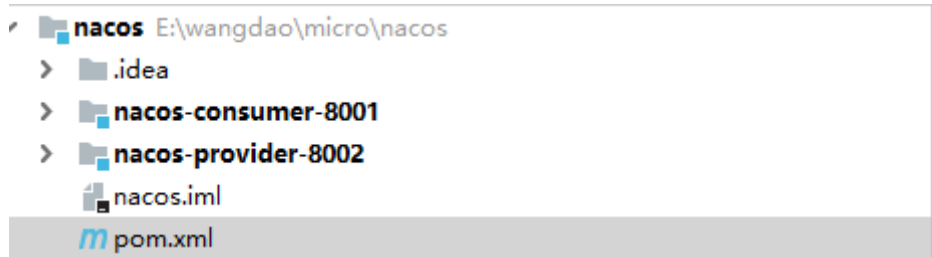 nacos E:\wangdao\micro\nacos
.idea
nacos-consumer-8001
nacos-provider-8002
nacos.iml
pom.xml